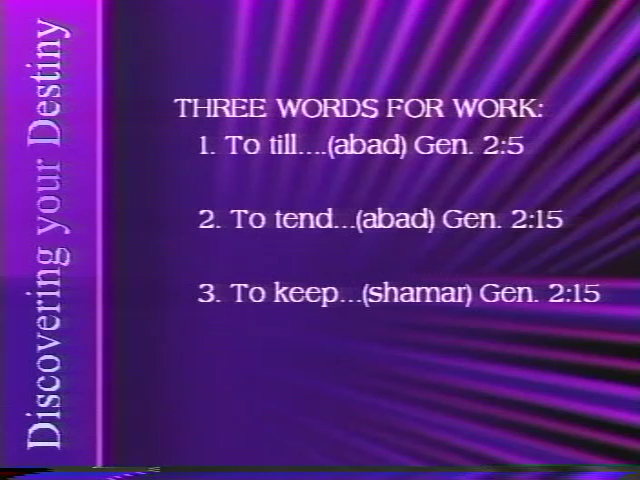 Discovering your Destiny
THREE WORDS FOR WORK:
1. To till....(abad) Gen. 2:5
2. To tend...(abad) Gen. 2:15
3. To keep...(shamar) Gen. 2:15